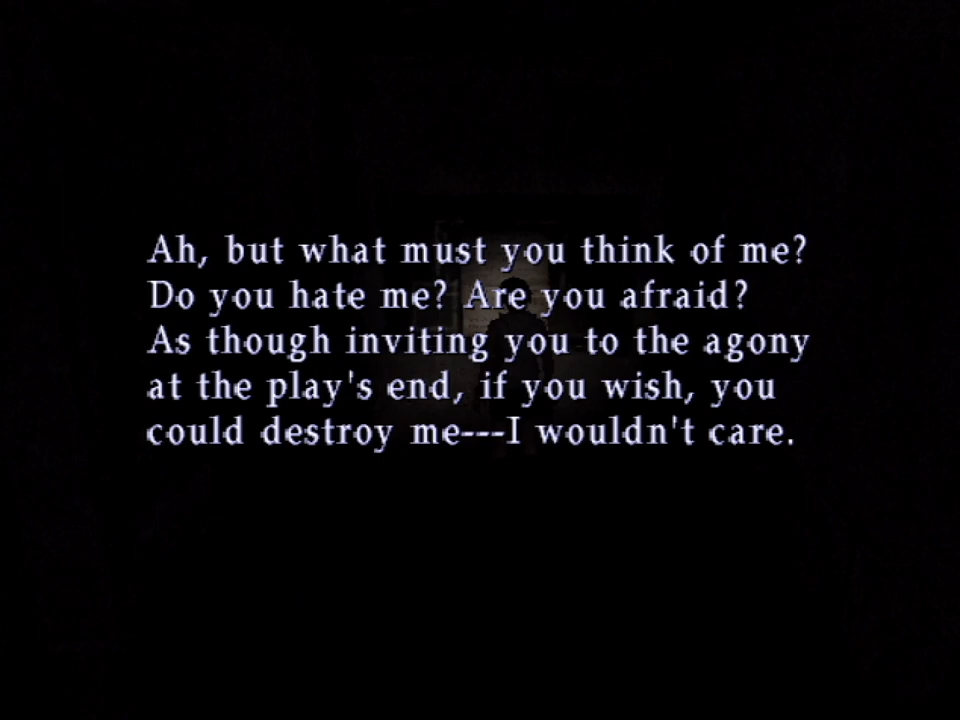 Ah, but what must you think of me?
Do you hate me? Are you afraid?
As though inviting you to the agony
at the play's end, if you wish, you
could destroy me---I wouldn't care.